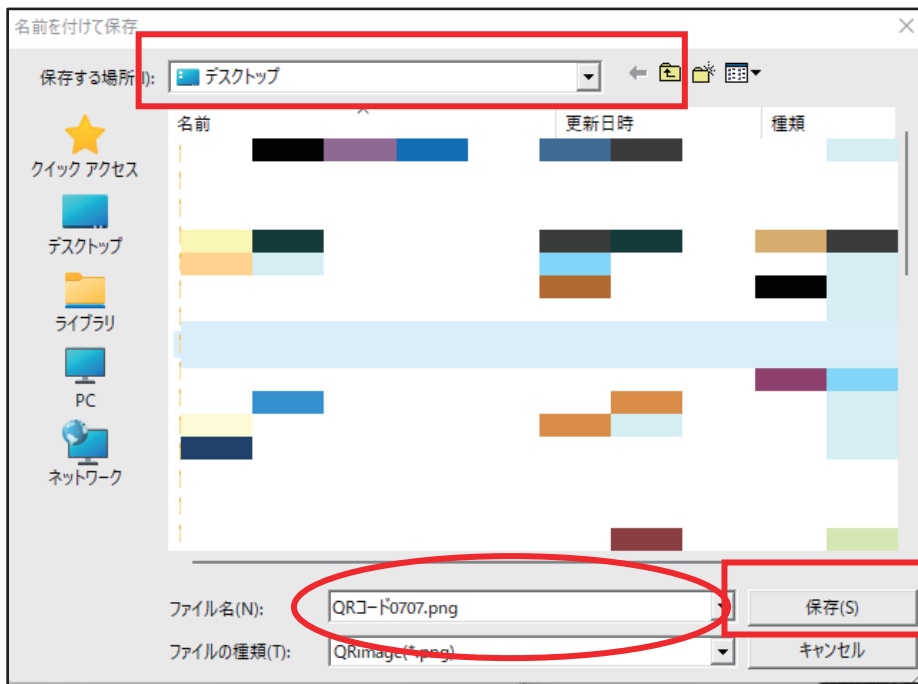 名前を付けて保存
保存する場所(I):
デスクトップ
名前
更新日時
種類
クイック アクセス
デスクトップ
ライブラリ
PC
ネットワーク
ファイル名(N):
QRコード0707.png
保存(S)
ファイルの種類(T):
QRimage(*.png)
キャンセル